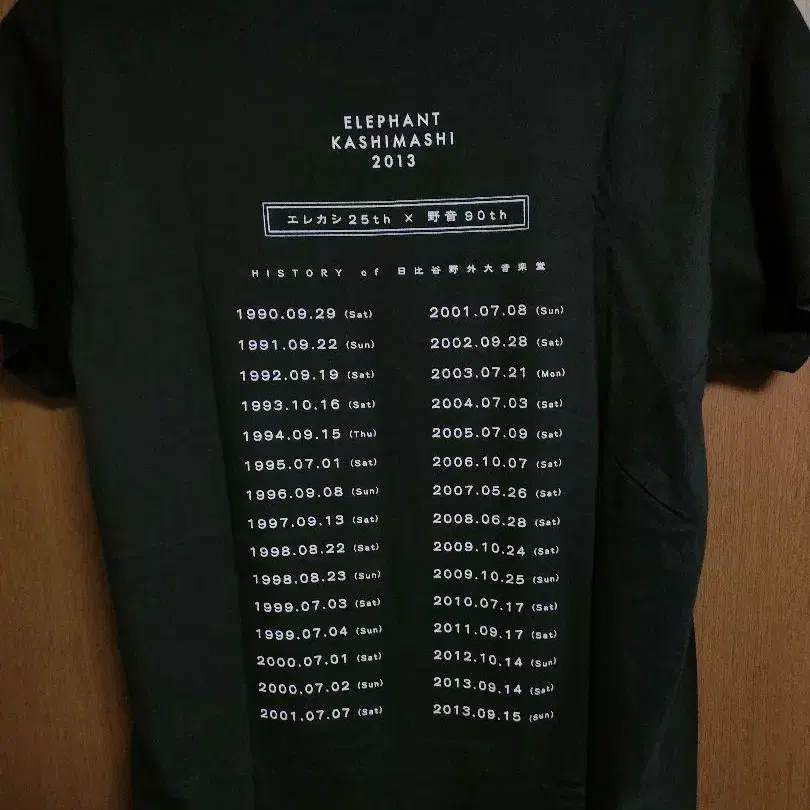 ELEPHANT
KASHIMASHI
2013
エレカシ25th × 野音90th
HISTORY of 日比谷野外大音楽堂
1990.09.29 (Sat)
1991.09.22 (Sun)
1992.09.19 (Sat)
1993.10.16 (Sat)
1994.09.15 (Thu)
1995.07.01 (Sat)
1996.09.08 (Sun)
1997.09.13 (Sat)
1998.08.22 (Sat)
1998.08.23 (Sun)
1999.07.03 (Sat)
1999.07.04 (Sun)
2000.07.01 (Sat)
2000.07.02 (Sun)
2001.07.07 (Sat)
2001.07.08 (Sun)
2002.09.28 (Sat)
2003.07.21 (Mon)
2004.07.03 (Sat)
2005.07.09 (Sat)
2006.10.07 (Sat)
2007.05.26 (Sat)
2008.06.28 (Sat)
2009.10.24 (Sat)
2009.10.25 (Sun)
2010.07.17 (Sat)
2011.09.17 (Sat)
2012.10.14 (Sun)
2013.09.14 (Sat)
2013.09.15 (Sun)